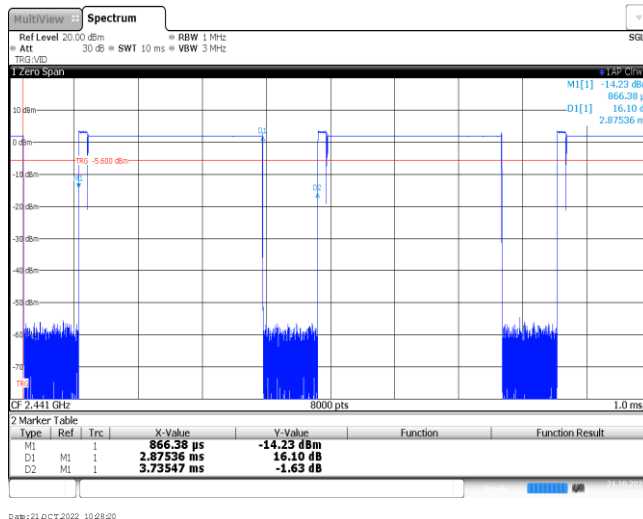 MultiView Spectrum
Ref Level 20.00 dBm RBW 1 MHz SGL
Att 30 dB SWT 10 ms VBW 3 MHz
TRG:VID
1 Zero Span 1AP Clrw
M1[1] -14.23 dBm
866.38 µs
D1[1] 16.10 dB
2.87536 ms
10 dBm
D1
0 dBm
TRG -5.600 dBm
-10 dBm
M1
D2
-20 dBm
-30 dBm
-40 dBm
-50 dBm
-60 dBm
-70 dBm
TRG
CF 2.441 GHz 8000 pts 1.0 ms
2 Marker Table
Type Ref Trc X-Value Y-Value Function Function Result
M1 1 866.38 µs -14.23 dBm
D1 M1 1 2.87536 ms 16.10 dB
D2 M1 1 3.73547 ms -1.63 dB
Date: 21.OCT.2022 10:28:20